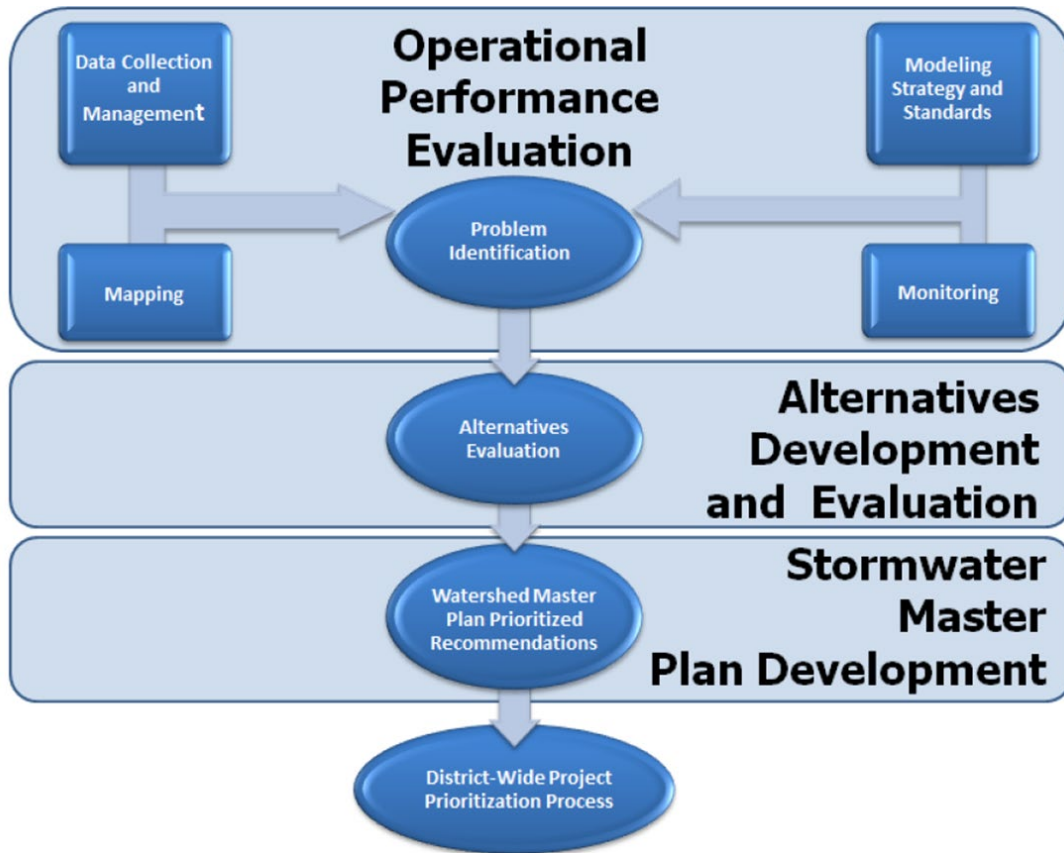 Data Collection
and
Management
Operational
Performance
Evaluation
Modeling
Strategy and
Standards
Problem
Identification
Mapping
Monitoring
Alternatives
Evaluation
Alternatives
Development
and Evaluation
Watershed Master
Plan Prioritized
Recommendations
Stormwater
Master
Plan Development
District-Wide Project
Prioritization Process